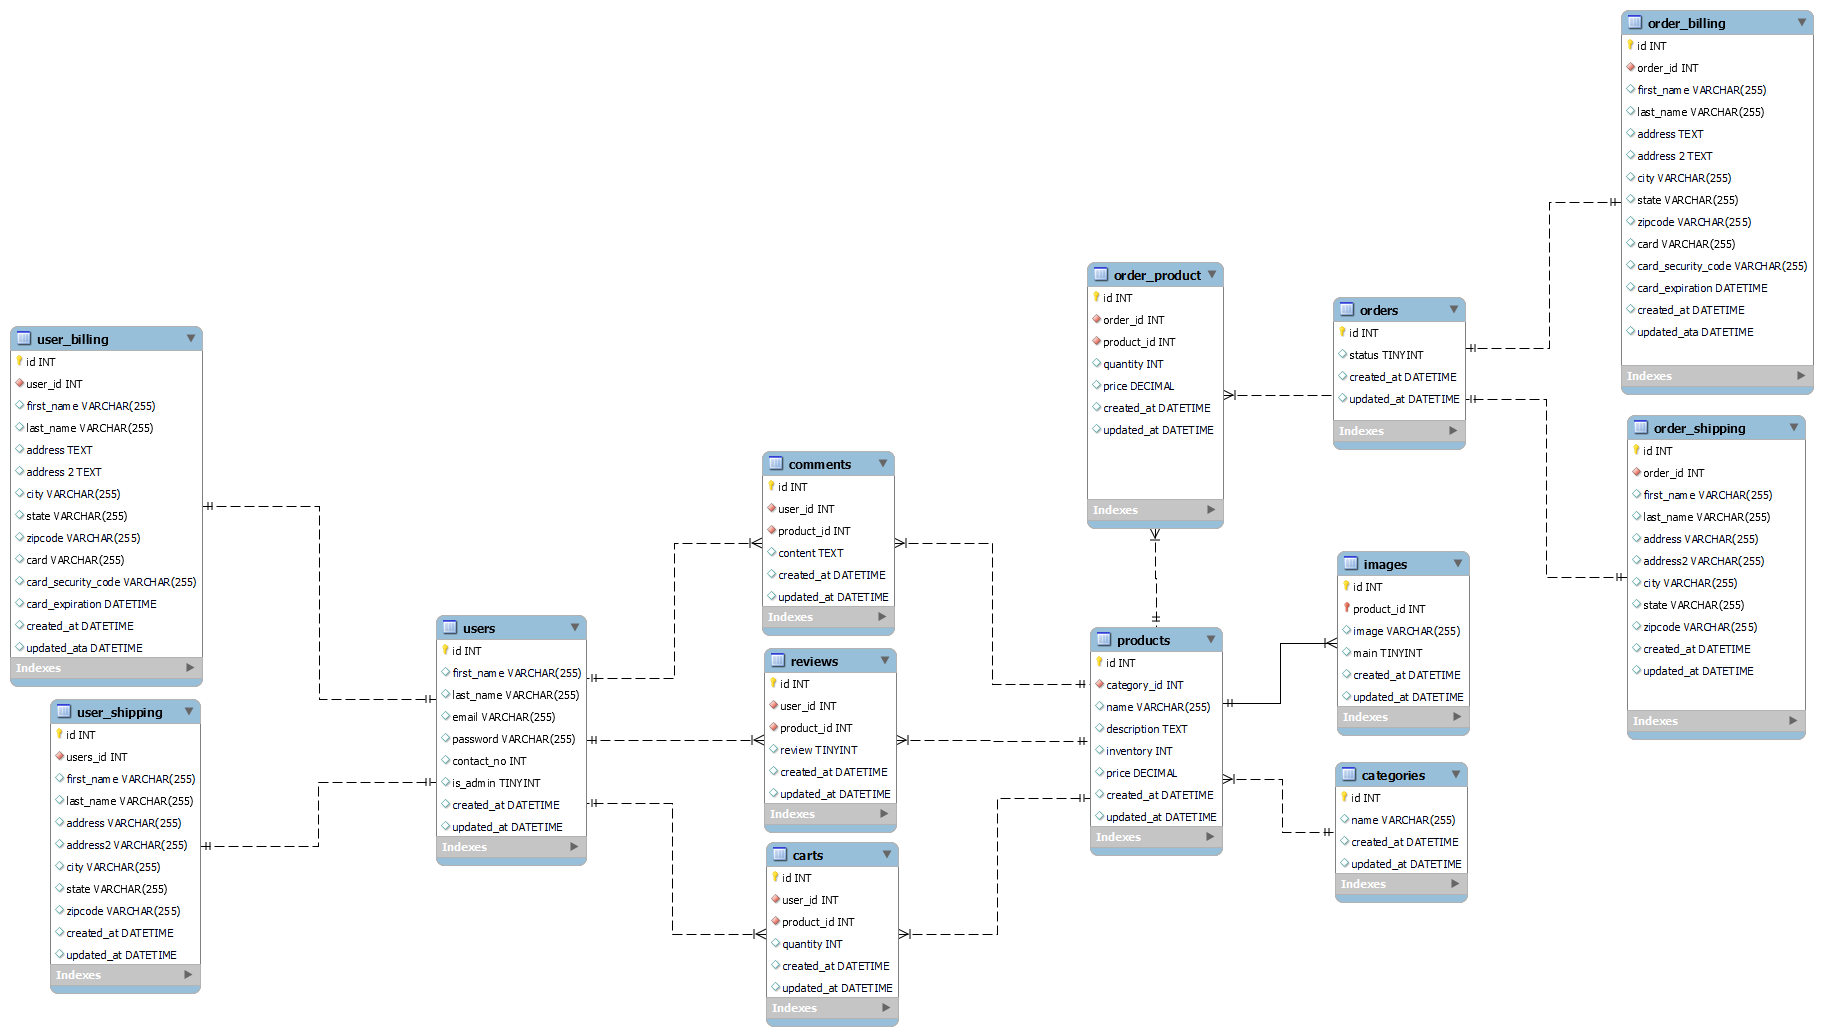 order_billing
id INT
order_id INT
first_name VARCHAR(255)
last_name VARCHAR(255)
address TEXT
address 2 TEXT
city VARCHAR(255)
state VARCHAR(255)
zipcode VARCHAR(255)
card VARCHAR(255)
card_security_code VARCHAR(255)
card_expiration DATETIME
created_at DATETIME
updated_ata DATETIME
Indexes
order_product
id INT
order_id INT
product_id INT
quantity INT
price DECIMAL
created_at DATETIME
updated_at DATETIME
Indexes
orders
id INT
status TINYINT
created_at DATETIME
updated_at DATETIME
Indexes
user_billing
id INT
user_id INT
first_name VARCHAR(255)
last_name VARCHAR(255)
address TEXT
address 2 TEXT
city VARCHAR(255)
state VARCHAR(255)
zipcode VARCHAR(255)
card VARCHAR(255)
card_security_code VARCHAR(255)
card_expiration DATETIME
created_at DATETIME
updated_ata DATETIME
Indexes
order_shipping
id INT
order_id INT
first_name VARCHAR(255)
last_name VARCHAR(255)
address VARCHAR(255)
address2 VARCHAR(255)
city VARCHAR(255)
state VARCHAR(255)
zipcode VARCHAR(255)
created_at DATETIME
updated_at DATETIME
Indexes
comments
id INT
user_id INT
product_id INT
content TEXT
created_at DATETIME
updated_at DATETIME
Indexes
images
id INT
product_id INT
image VARCHAR(255)
main TINYINT
created_at DATETIME
updated_at DATETIME
Indexes
users
id INT
first_name VARCHAR(255)
last_name VARCHAR(255)
email VARCHAR(255)
password VARCHAR(255)
contact_no INT
is_admin TINYINT
created_at DATETIME
updated_at DATETIME
Indexes
products
id INT
category_id INT
name VARCHAR(255)
description TEXT
inventory INT
price DECIMAL
created_at DATETIME
updated_at DATETIME
Indexes
reviews
id INT
user_id INT
product_id INT
review TINYINT
created_at DATETIME
updated_at DATETIME
Indexes
user_shipping
id INT
users_id INT
first_name VARCHAR(255)
last_name VARCHAR(255)
address VARCHAR(255)
address2 VARCHAR(255)
city VARCHAR(255)
state VARCHAR(255)
zipcode VARCHAR(255)
created_at DATETIME
updated_at DATETIME
Indexes
categories
id INT
name VARCHAR(255)
created_at DATETIME
updated_at DATETIME
Indexes
carts
id INT
user_id INT
product_id INT
quantity INT
created_at DATETIME
updated_at DATETIME
Indexes